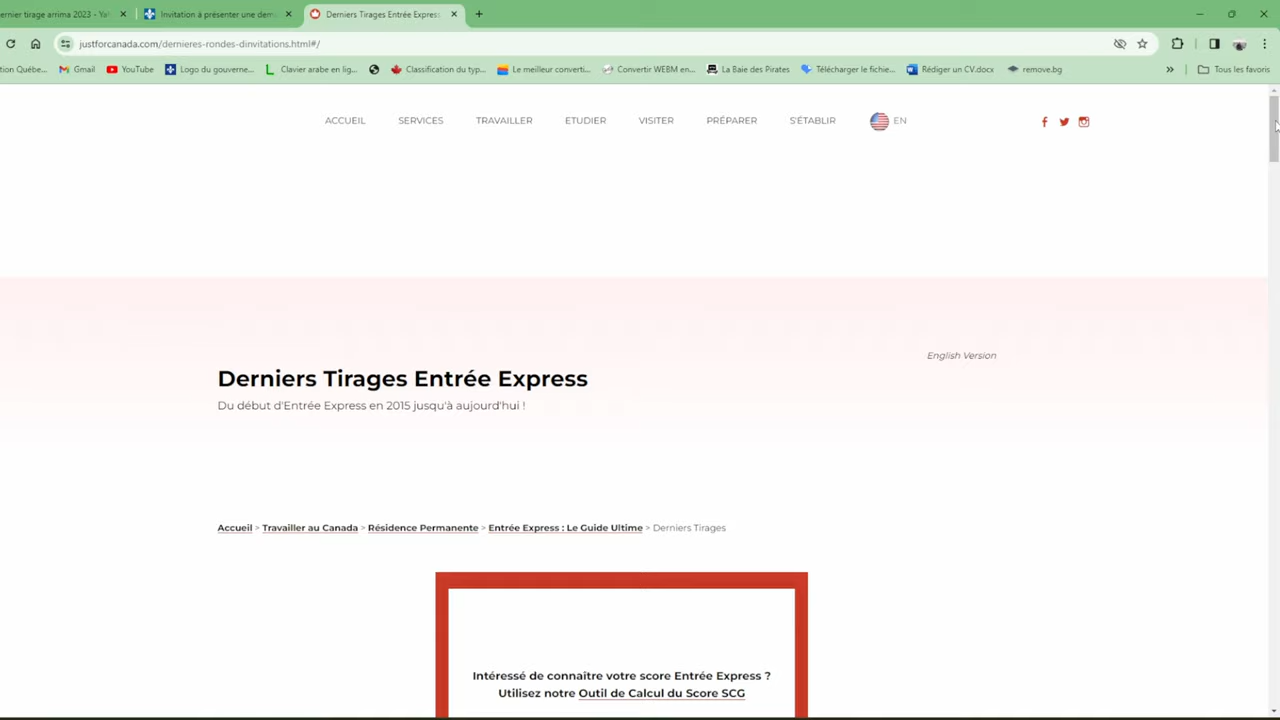 ernier tirage arrima 2023 - Ya
Invitation à présenter une dem
Derniers Tirages Entrée Express
justforcanada.com/dernieres-rondes-dinvitations.html#/
tion Québe...
Gmail
YouTube
Logo du gouverne...
Clavier arabe en lig...
Classification du typ...
Le meilleur converti...
Convertir WEBM en...
La Baie des Pirates
Télécharger le fichie...
Rédiger un CV.docx
remove.bg
Tous les favoris
ACCUEIL
SERVICES
TRAVAILLER
ETUDIER
VISITER
PRÉPARER
S'ÉTABLIR
EN
English Version
Derniers Tirages Entrée Express
Du début d'Entrée Express en 2015 jusqu'à aujourd'hui !
Accueil > Travailler au Canada > Résidence Permanente > Entrée Express : Le Guide Ultime > Derniers Tirages
Intéressé de connaitre votre score Entrée Express ?
Utilisez notre Outil de Calcul du Score SCG